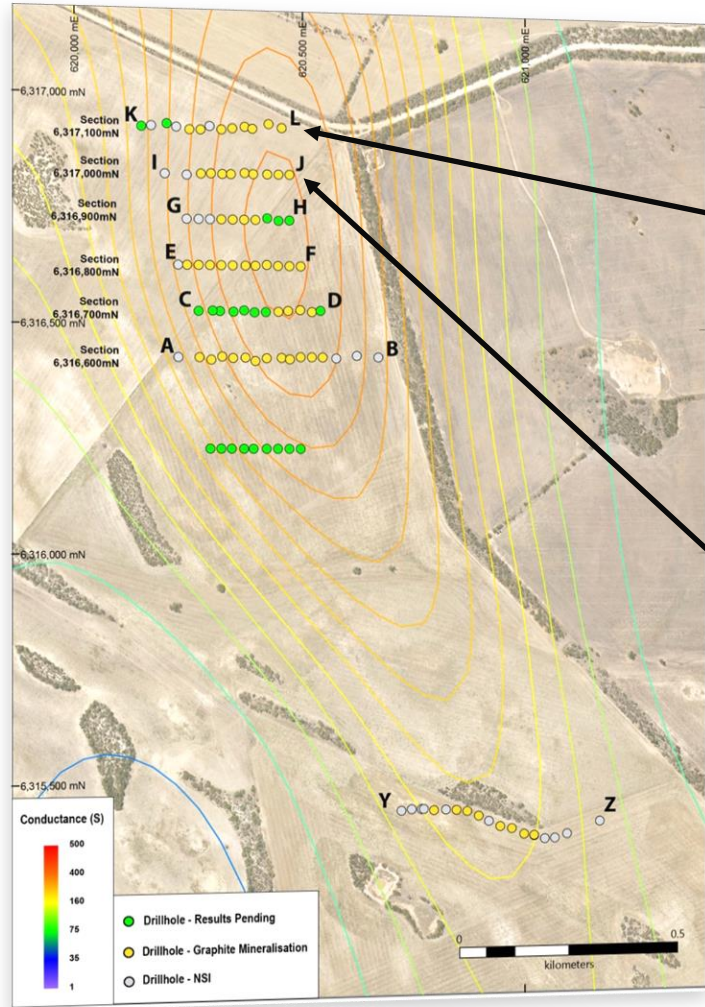 620,000 mE
620,500 mE
621,000 mE
6,317,000 mN
K
L
Section
6,317,100mN
I
J
Section
6,317,000mN
G
H
Section
6,316,900mN
E
F
Section
6,316,800mN
C
D
Section
6,316,700mN
6,316,500 mN
A
B
Section
6,316,600mN
6,316,000 mN
6,315,500 mN
Y
Z
Conductance (S)
500
400
160
76
75
35
1
Drillhole - Results Pending
Drillhole - Graphite Mineralisation
Drillhole - NSI
0
0.5
kilometers